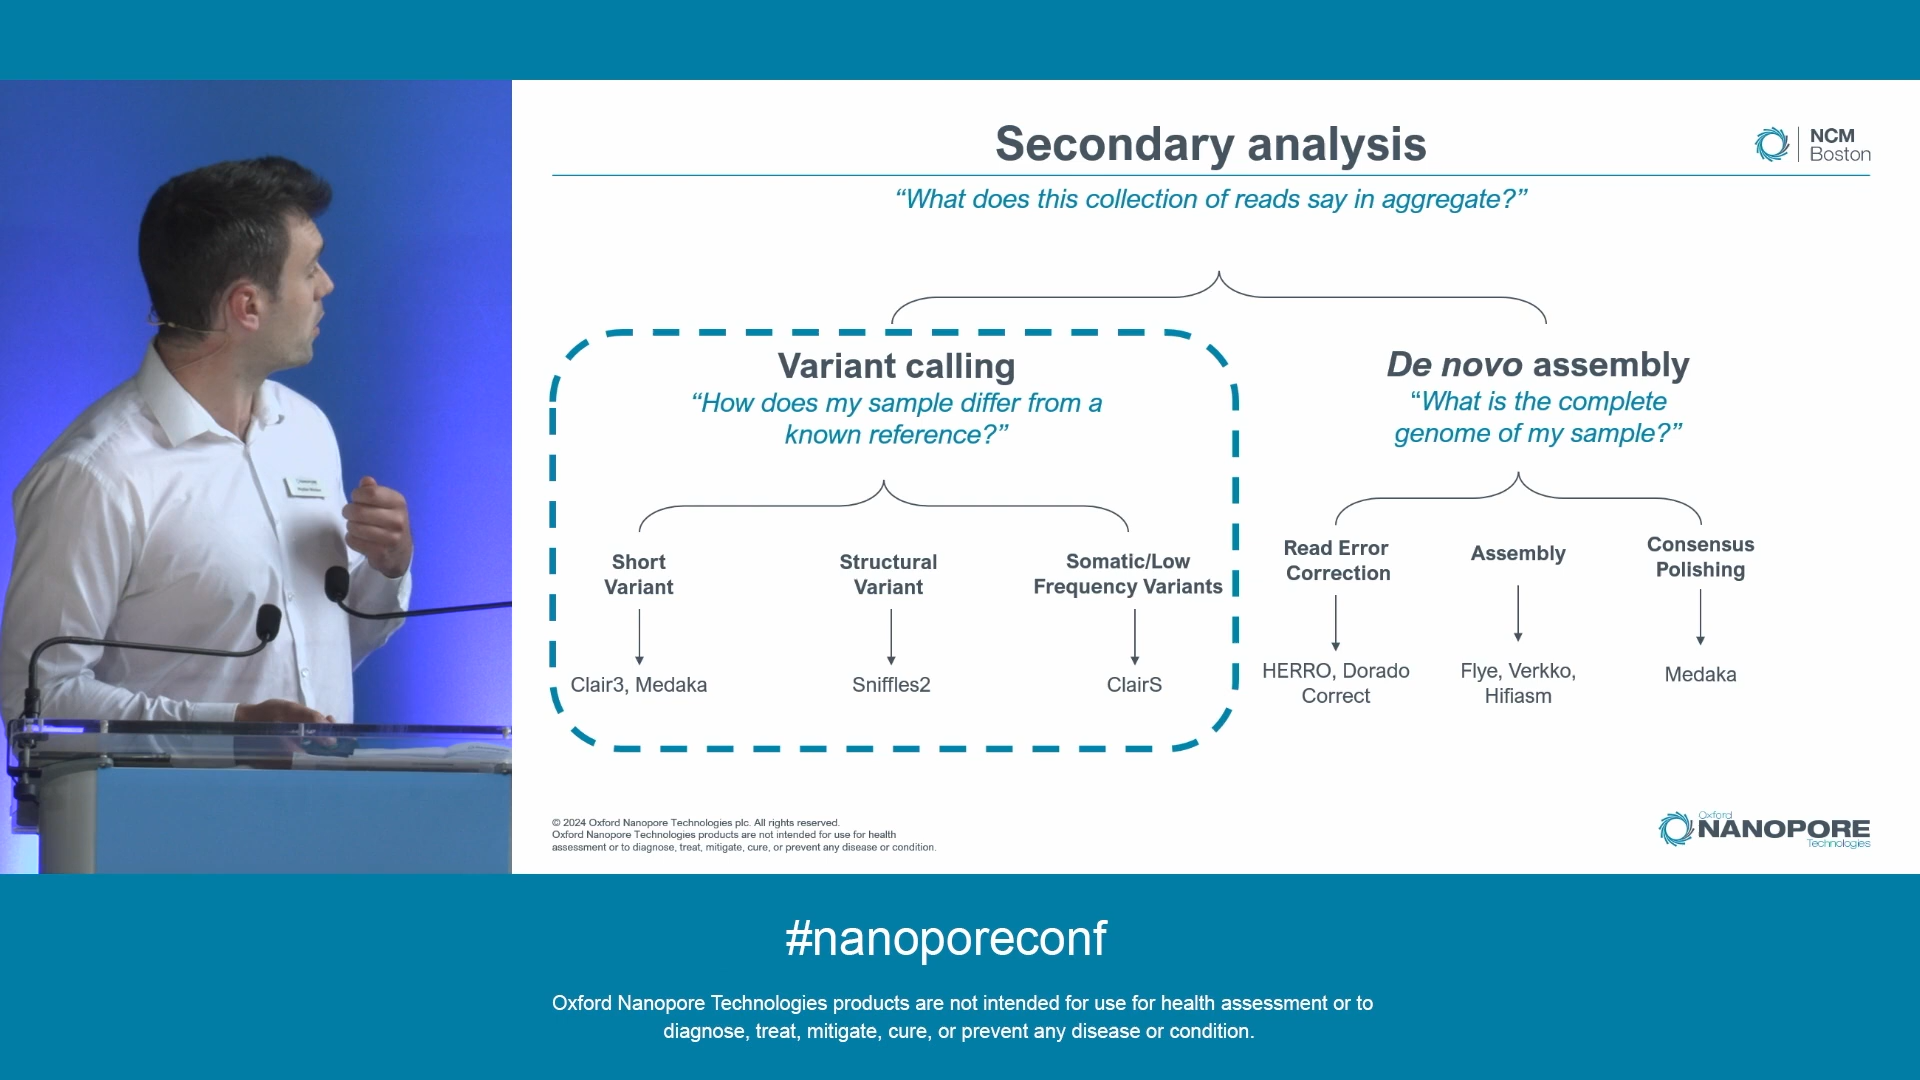 Secondary analysis
NCM
Boston
“What does this collection of reads say in aggregate?”
Variant calling
“How does my sample differ from a
known reference?”
De novo assembly
“What is the complete
genome of my sample?”
Short
Variant
Structural
Variant
Somatic/Low
Frequency Variants
Read Error
Correction
Assembly
Consensus
Polishing
Clair3, Medaka
Sniffles2
ClairS
HERRO, Dorado
Correct
Flye, Verkko,
Hifiasm
Medaka
© 2024 Oxford Nanopore Technologies plc. All rights reserved.
Oxford Nanopore Technologies products are not intended for use for health
assessment or to diagnose, treat, mitigate, cure, or prevent any disease or condition.
Oxford
NANOPORE
Technologies
#nanoporeconf
Oxford Nanopore Technologies products are not intended for use for health assessment or to
diagnose, treat, mitigate, cure, or prevent any disease or condition.